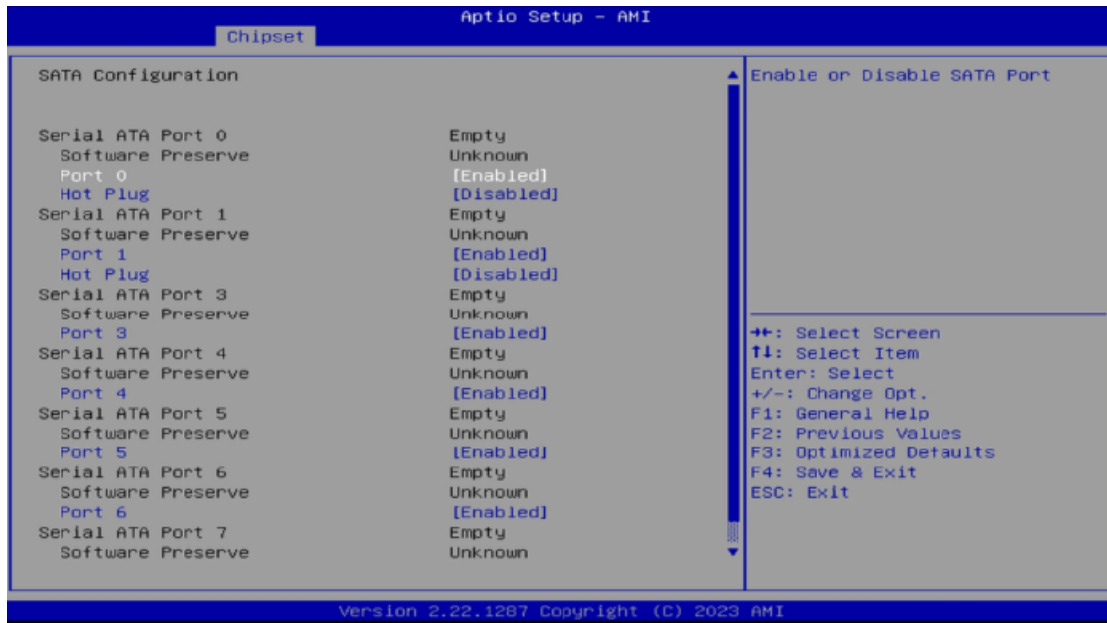 Aptio Setup - AMI
Chipset
SATA Configuration
Serial ATA Port 0 Empty
Software Preserve Unknown
Port 0 [Enabled]
Hot Plug [Disabled]
Serial ATA Port 1 Empty
Software Preserve Unknown
Port 1 [Enabled]
Hot Plug [Disabled]
Serial ATA Port 3 Empty
Software Preserve Unknown
Port 3 [Enabled]
Serial ATA Port 4 Empty
Software Preserve Unknown
Port 4 [Enabled]
Serial ATA Port 5 Empty
Software Preserve Unknown
Port 5 [Enabled]
Serial ATA Port 6 Empty
Software Preserve Unknown
Port 6 [Enabled]
Serial ATA Port 7 Empty
Software Preserve Unknown
Enable or Disable SATA Port
→←: Select Screen
↑↓: Select Item
Enter: Select
+/-: Change Opt.
F1: General Help
F2: Previous Values
F3: Optimized Defaults
F4: Save & Exit
ESC: Exit
Version 2.22.1287 Copyright (C) 2023 AMI